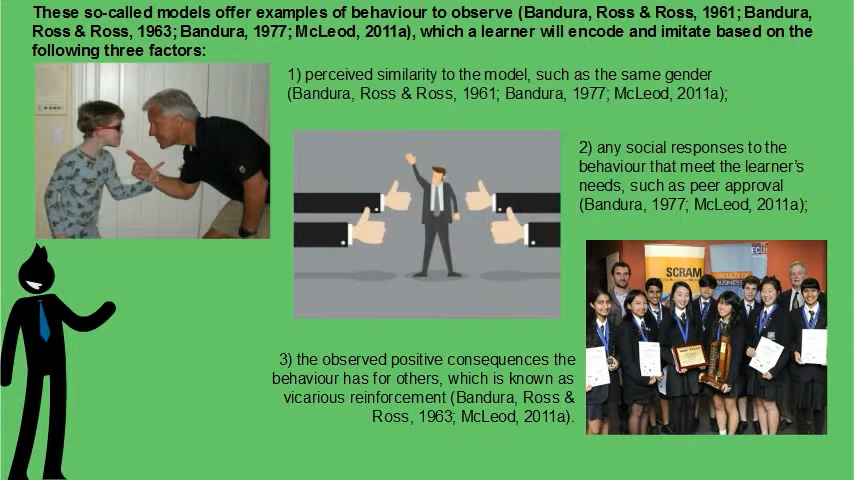 These so-called models offer examples of behaviour to observe (Bandura, Ross & Ross, 1961; Bandura,
Ross & Ross, 1963; Bandura, 1977; McLeod, 2011a), which a learner will encode and imitate based on the
following three factors:
1) perceived similarity to the model, such as the same gender
(Bandura, Ross & Ross, 1961; Bandura, 1977; McLeod, 2011a);
2) any social responses to the
behaviour that meet the learner's
needs, such as peer approval
(Bandura, 1977; McLeod, 2011a);
ECU
SCRAM
FACULTY OF
BUSINESS
3) the observed positive consequences the
behaviour has for others, which is known as
vicarious reinforcement (Bandura, Ross &
Ross, 1963; McLeod, 2011a).